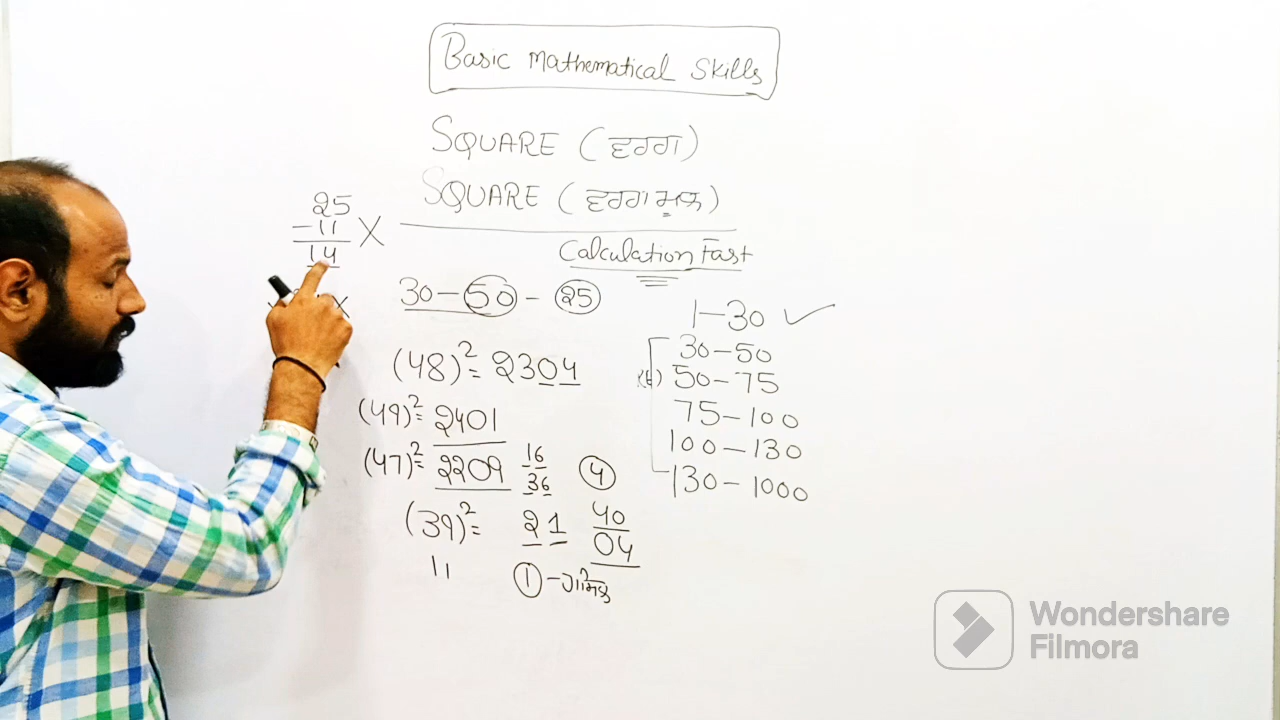 Basic Mathematical Skills
SQUARE (ਵਰਗ)
SQUARE (ਵਰਗ ਮੂਲ)
Calculation Fast
25
-11 X
14
30-50-25
(48)²= 2304
(49)²= 2401
(47)²= 2209
16
36
4
(39)²= 21
40
04
11
1 -ਹਾਸਿਲ
1-30 ✓
30-50
50-75
75-100
100-130
130-1000
Wondershare
Filmora